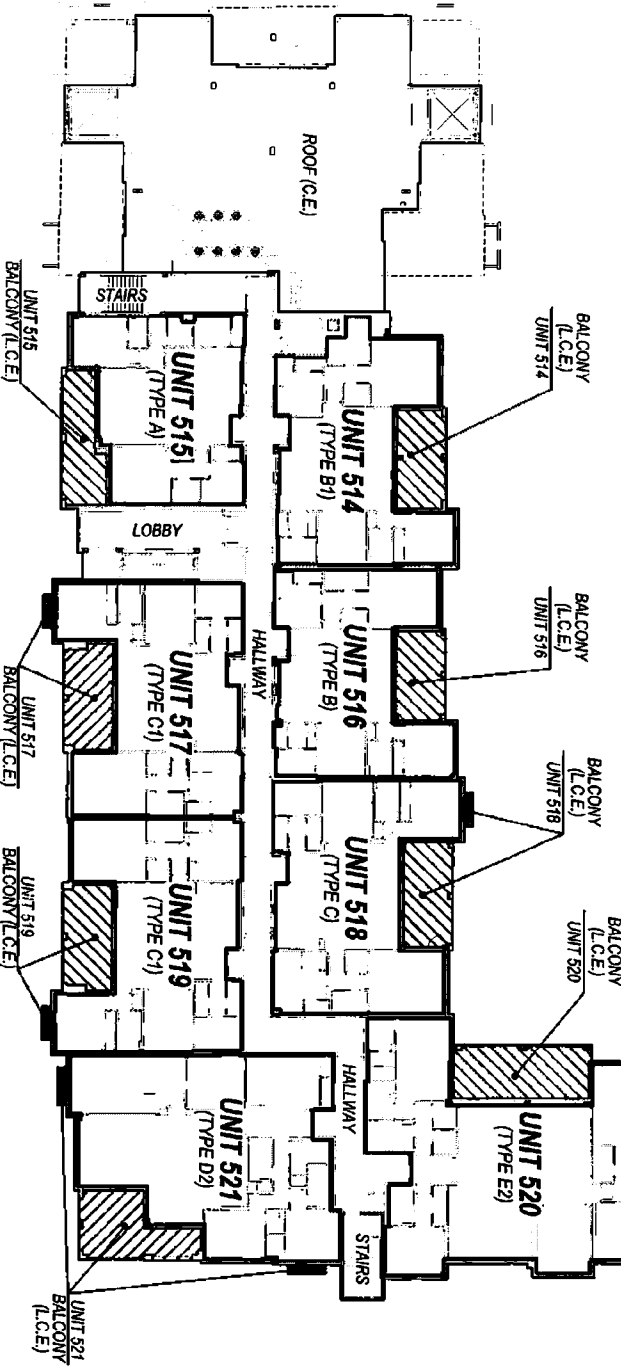 ROOF (C.E.)
STAIRS
UNIT 515
BALCONY (L.C.E.)
UNIT 515
(TYPE A)
BALCONY
(L.C.E.)
UNIT 514
UNIT 514
(TYPE B1)
LOBBY
HALLWAY
BALCONY
(L.C.E.)
UNIT 516
UNIT 516
(TYPE B)
UNIT 517
(TYPE C1)
UNIT 517
BALCONY (L.C.E.)
BALCONY
(L.C.E.)
UNIT 518
UNIT 518
(TYPE C)
UNIT 519
(TYPE C1)
UNIT 519
BALCONY (L.C.E.)
BALCONY
(L.C.E.)
UNIT 520
UNIT 520
(TYPE E2)
HALLWAY
UNIT 521
(TYPE D2)
STAIRS
UNIT 521
BALCONY
(L.C.E.)